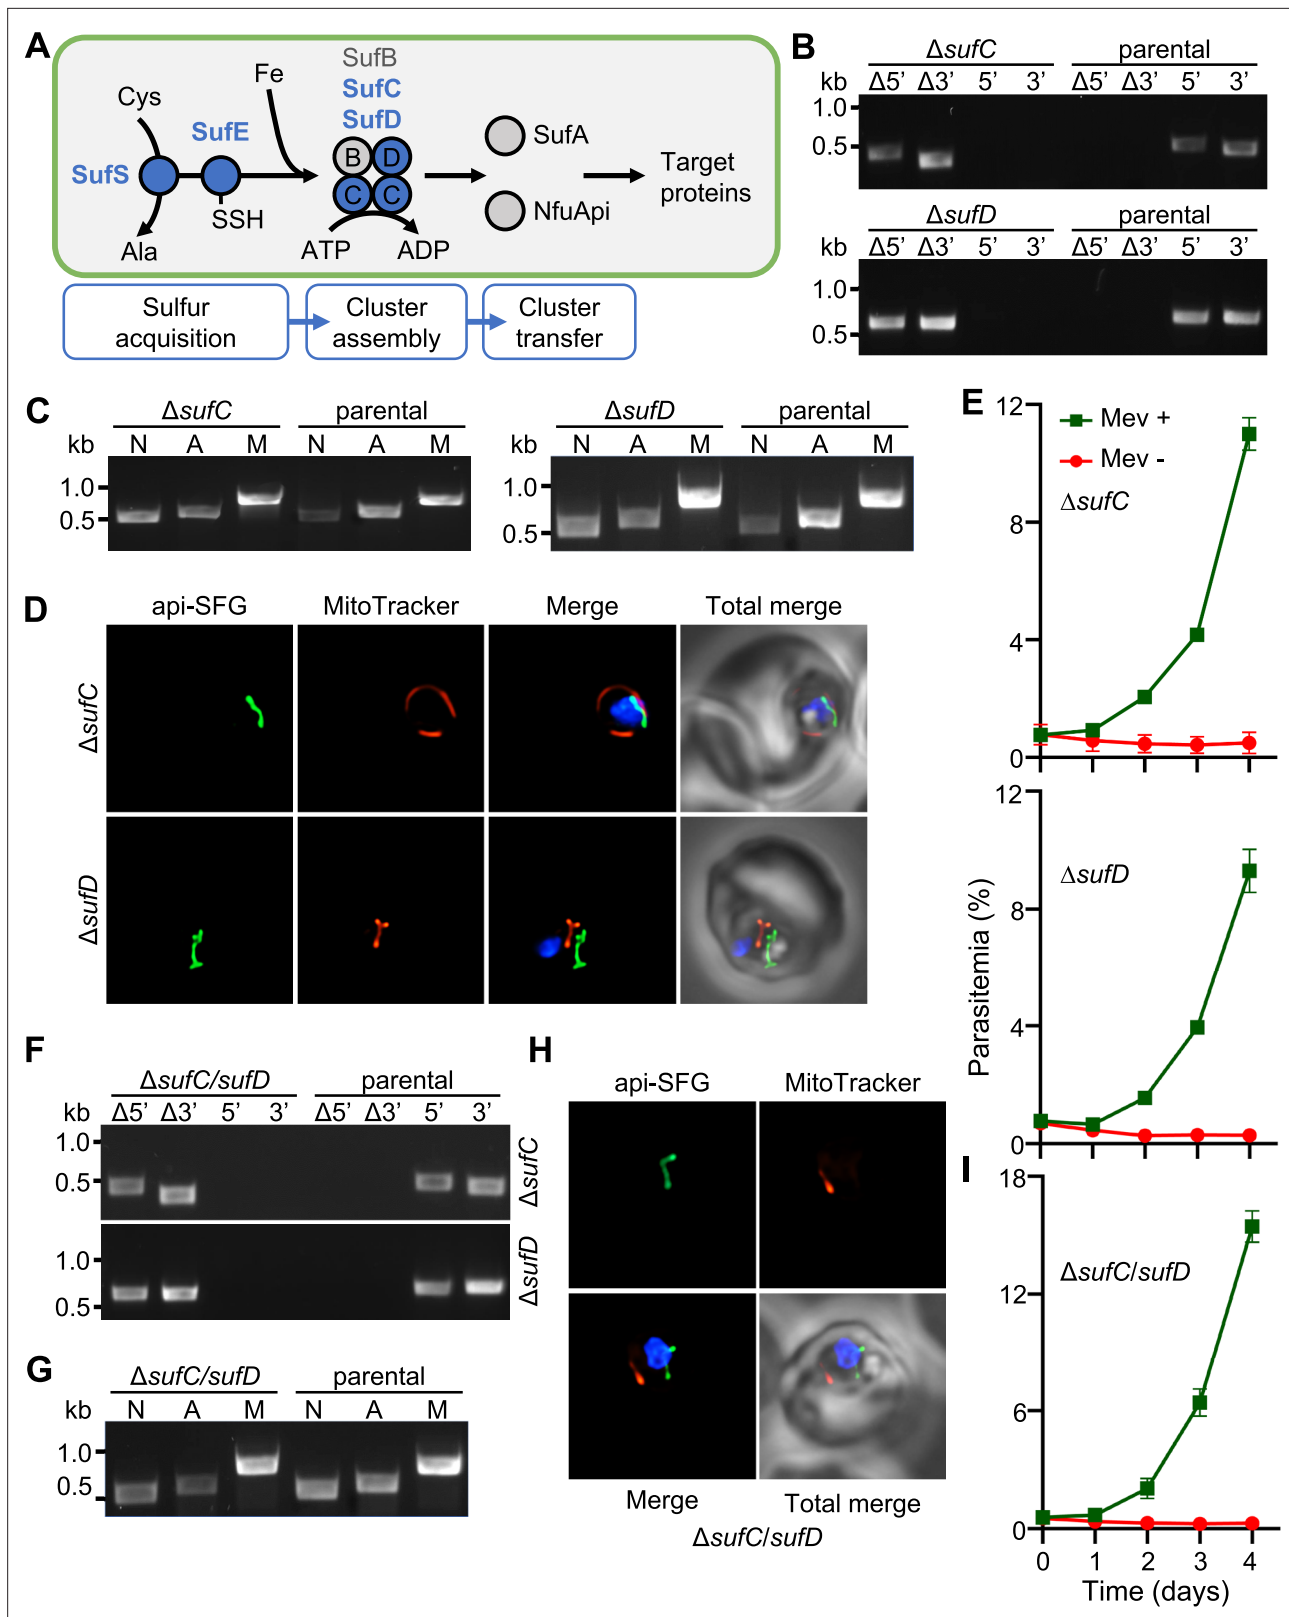 A
SufB
SufC
SufD
Fe
Cys
SufE
SufS
B D
C C
SSH
Ala
ATP ADP
SufA
NfuApi
Target
proteins
Sulfur
acquisition
Cluster
assembly
Cluster
transfer
B
ΔsufC parental
kb Δ5’ Δ3’ 5’ 3’ Δ5’ Δ3’ 5’ 3’
1.0
0.5
ΔsufD parental
kb Δ5’ Δ3’ 5’ 3’ Δ5’ Δ3’ 5’ 3’
1.0
0.5
C
ΔsufC parental
kb N A M N A M
1.0
0.5
ΔsufD parental
kb N A M N A M
1.0
0.5
D
api-SFG MitoTracker Merge Total merge
ΔsufC
ΔsufD
E
Mev +
Mev -
ΔsufC
12
8
4
0
ΔsufD
12
8
4
0
Parasitemia (%)
F
ΔsufC/sufD parental
kb Δ5’ Δ3’ 5’ 3’ Δ5’ Δ3’ 5’ 3’
1.0
0.5
ΔsufC
1.0
0.5
ΔsufD
G
ΔsufC/sufD parental
kb N A M N A M
1.0
0.5
H
api-SFG MitoTracker
Merge Total merge
ΔsufC/sufD
I
18
12
6
0
ΔsufC/sufD
0 1 2 3 4
Time (days)